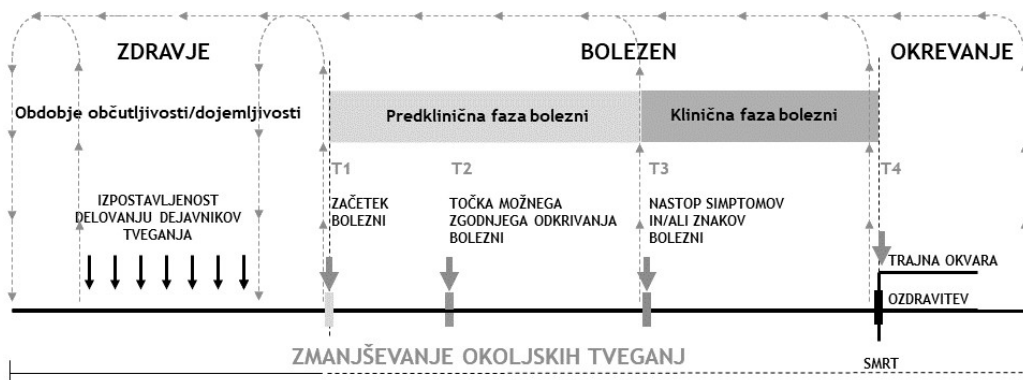 ZDRAVJE
BOLEZEN
OKREVANJE
Obdobje občutljivosti/dojemljivosti
Predklinična faza bolezni
Klinična faza bolezni
T1
T2
T3
T4
IZPOSTAVLJENOST
DELOVANJU DEJAVNIKOV
TVEGANJA
ZAČETEK
BOLEZNI
TOČKA MOŽNEGA
ZGODNJEGA ODKRIVANJA
BOLEZNI
NASTOP SIMPTOMOV
IN/ALI ZNAKOV
BOLEZNI
TRAJNA OKVARA
OZDRAVITEV
SMRT
ZMANJŠEVANJE OKOLJSKIH TVEGANJ